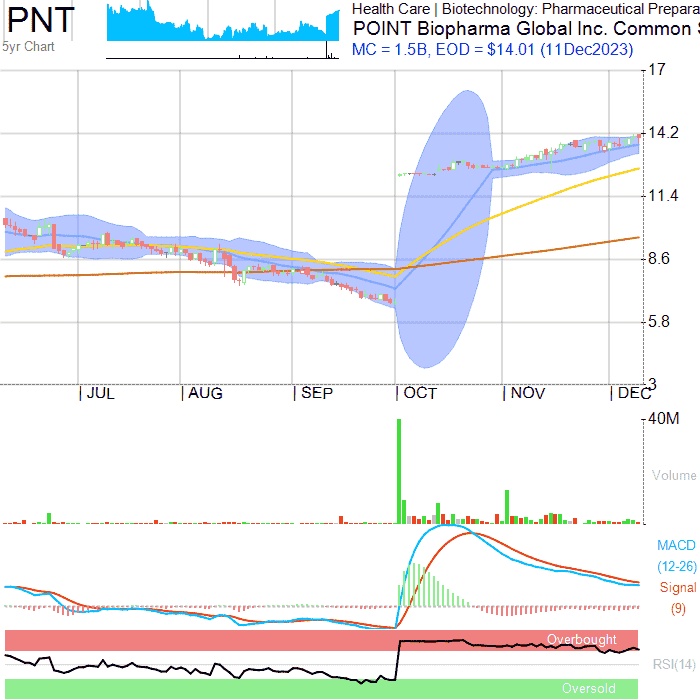 PNT
5yr Chart
Health Care | Biotechnology: Pharmaceutical Prepara
POINT Biopharma Global Inc. Common S
MC = 1.5B, EOD = $14.01 (11Dec2023)
17
14.2
11.4
8.6
5.8
3
| JUL | AUG | SEP | OCT | NOV | DEC
40M
Volume
MACD
(12-26)
Signal
(9)
Overbought
RSI(14)
Oversold